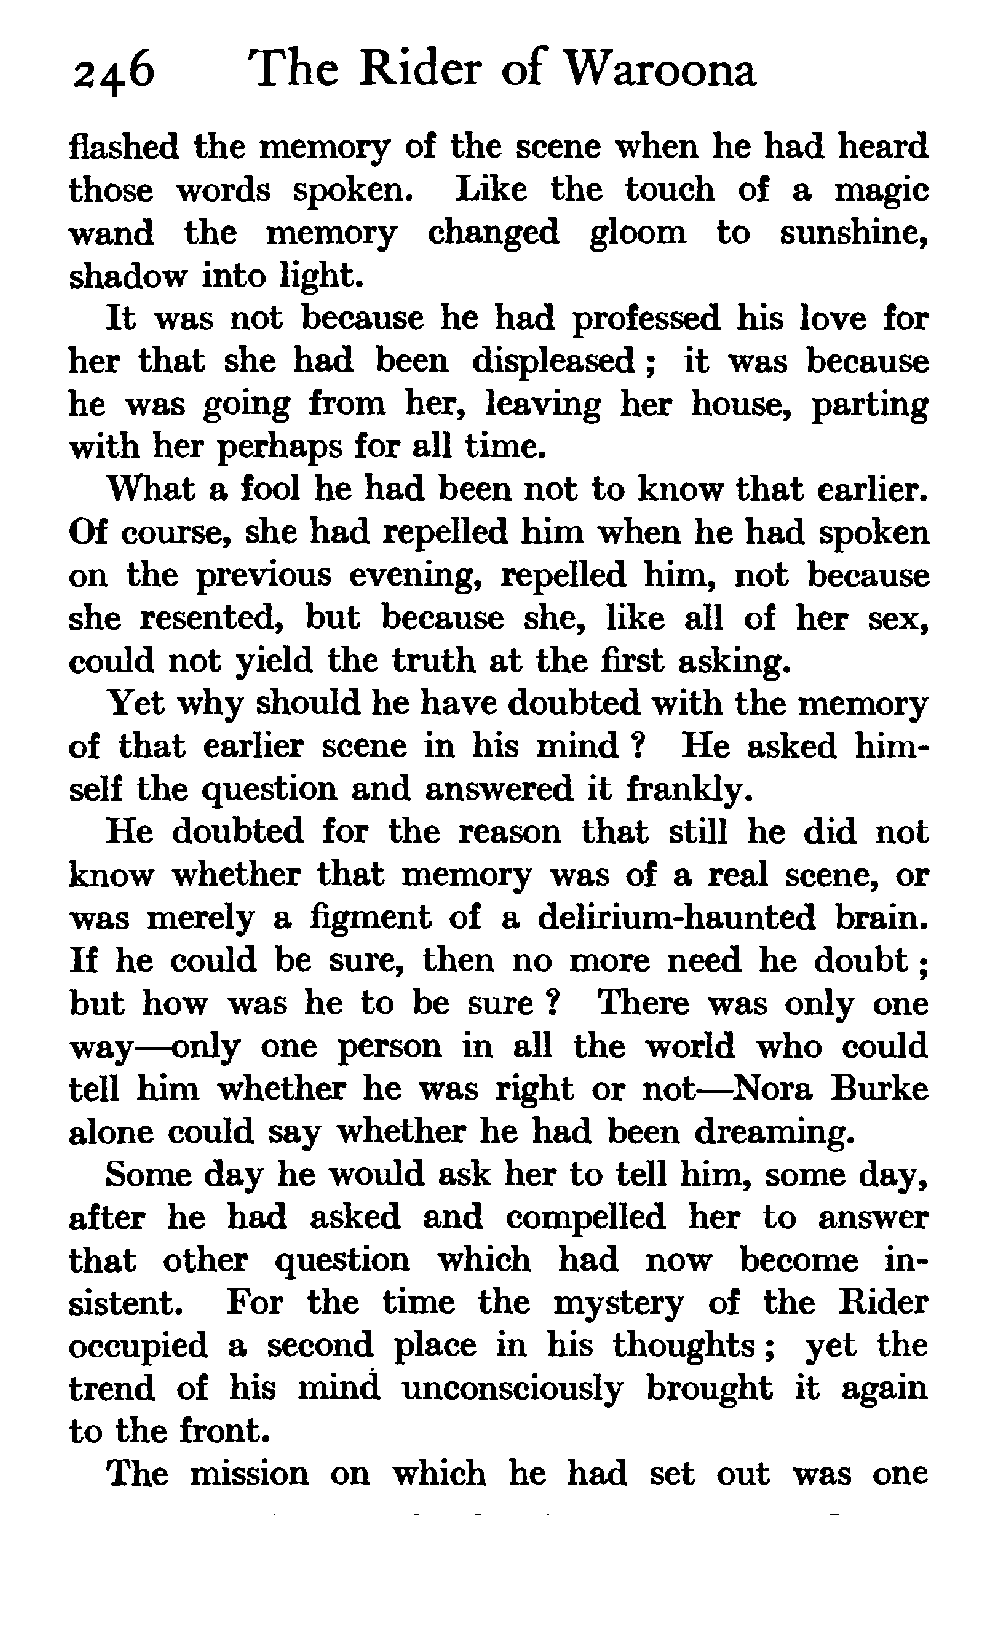 246 The Rider of Waroona
flashed the memory of the scene when he had heard
those words spoken. Like the touch of a magic
wand the memory changed gloom to sunshine,
shadow into light.
It was not because he had professed his love for
her that she had been displeased ; it was because
he was going from her, leaving her house, parting
with her perhaps for all time.
What a fool he had been not to know that earlier.
Of course, she had repelled him when he had spoken
on the previous evening, repelled him, not because
she resented, but because she, like all of her sex,
could not yield the truth at the first asking.
Yet why should he have doubted with the memory
of that earlier scene in his mind ? He asked him-
self the question and answered it frankly.
He doubted for the reason that still he did not
know whether that memory was of a real scene, or
was merely a figment of a delirium-haunted brain.
If he could be sure, then no more need he doubt ;
but how was he to be sure ? There was only one
way—only one person in all the world who could
tell him whether he was right or not—Nora Burke
alone could say whether he had been dreaming.
Some day he would ask her to tell him, some day,
after he had asked and compelled her to answer
that other question which had now become in-
sistent. For the time the mystery of the Rider
occupied a second place in his thoughts ; yet the
trend of his mind unconsciously brought it again
to the front.
The mission on which he had set out was one